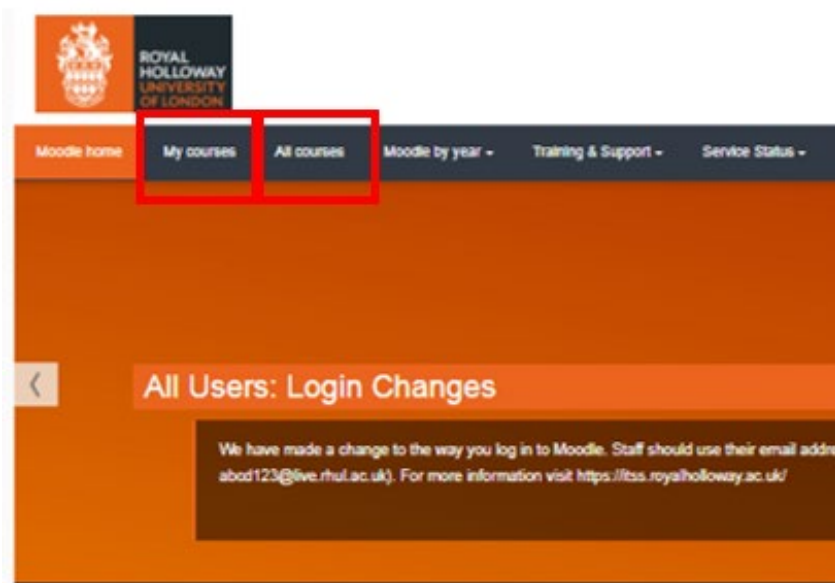 ROYAL
HOLLOWAY
UNIVERSITY
OF LONDON
Moodle home My courses All courses Moodle by year Training & Support Service Status
All Users: Login Changes
We have made a change to the way you log in to Moodle. Staff should use their email addre
abcd123@live.rhul.ac.uk). For more information visit https://itss.royalholloway.ac.uk/